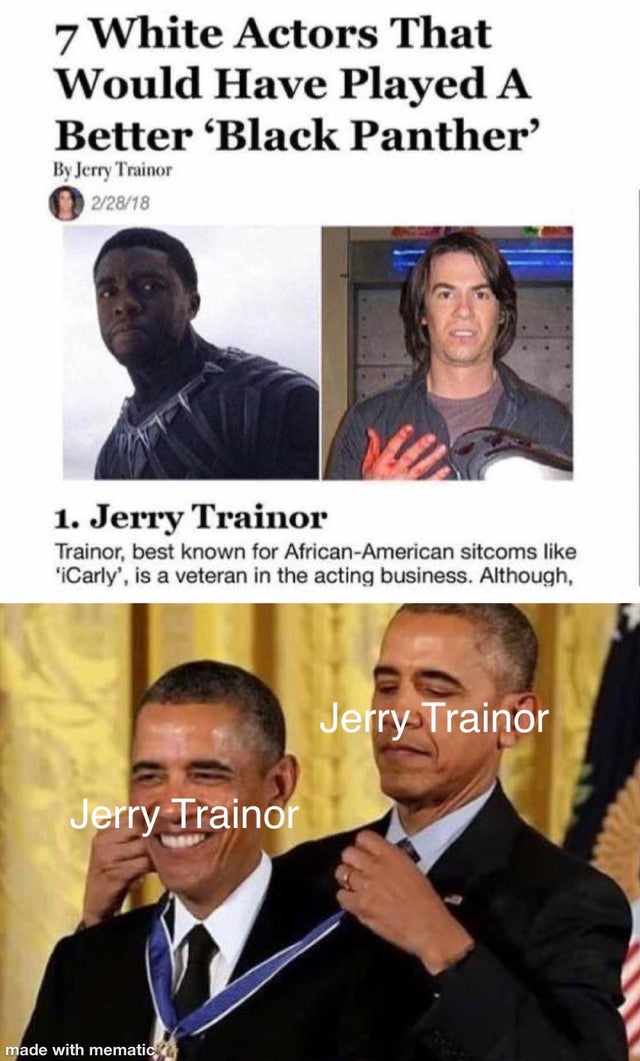 7 White Actors That
Would Have Played A
Better ‘Black Panther’
By Jerry Trainor
2/28/18
1. Jerry Trainor
Trainor, best known for African-American sitcoms like
‘iCarly’, is a veteran in the acting business. Although,
Jerry Trainor
Jerry Trainor
made with mematic